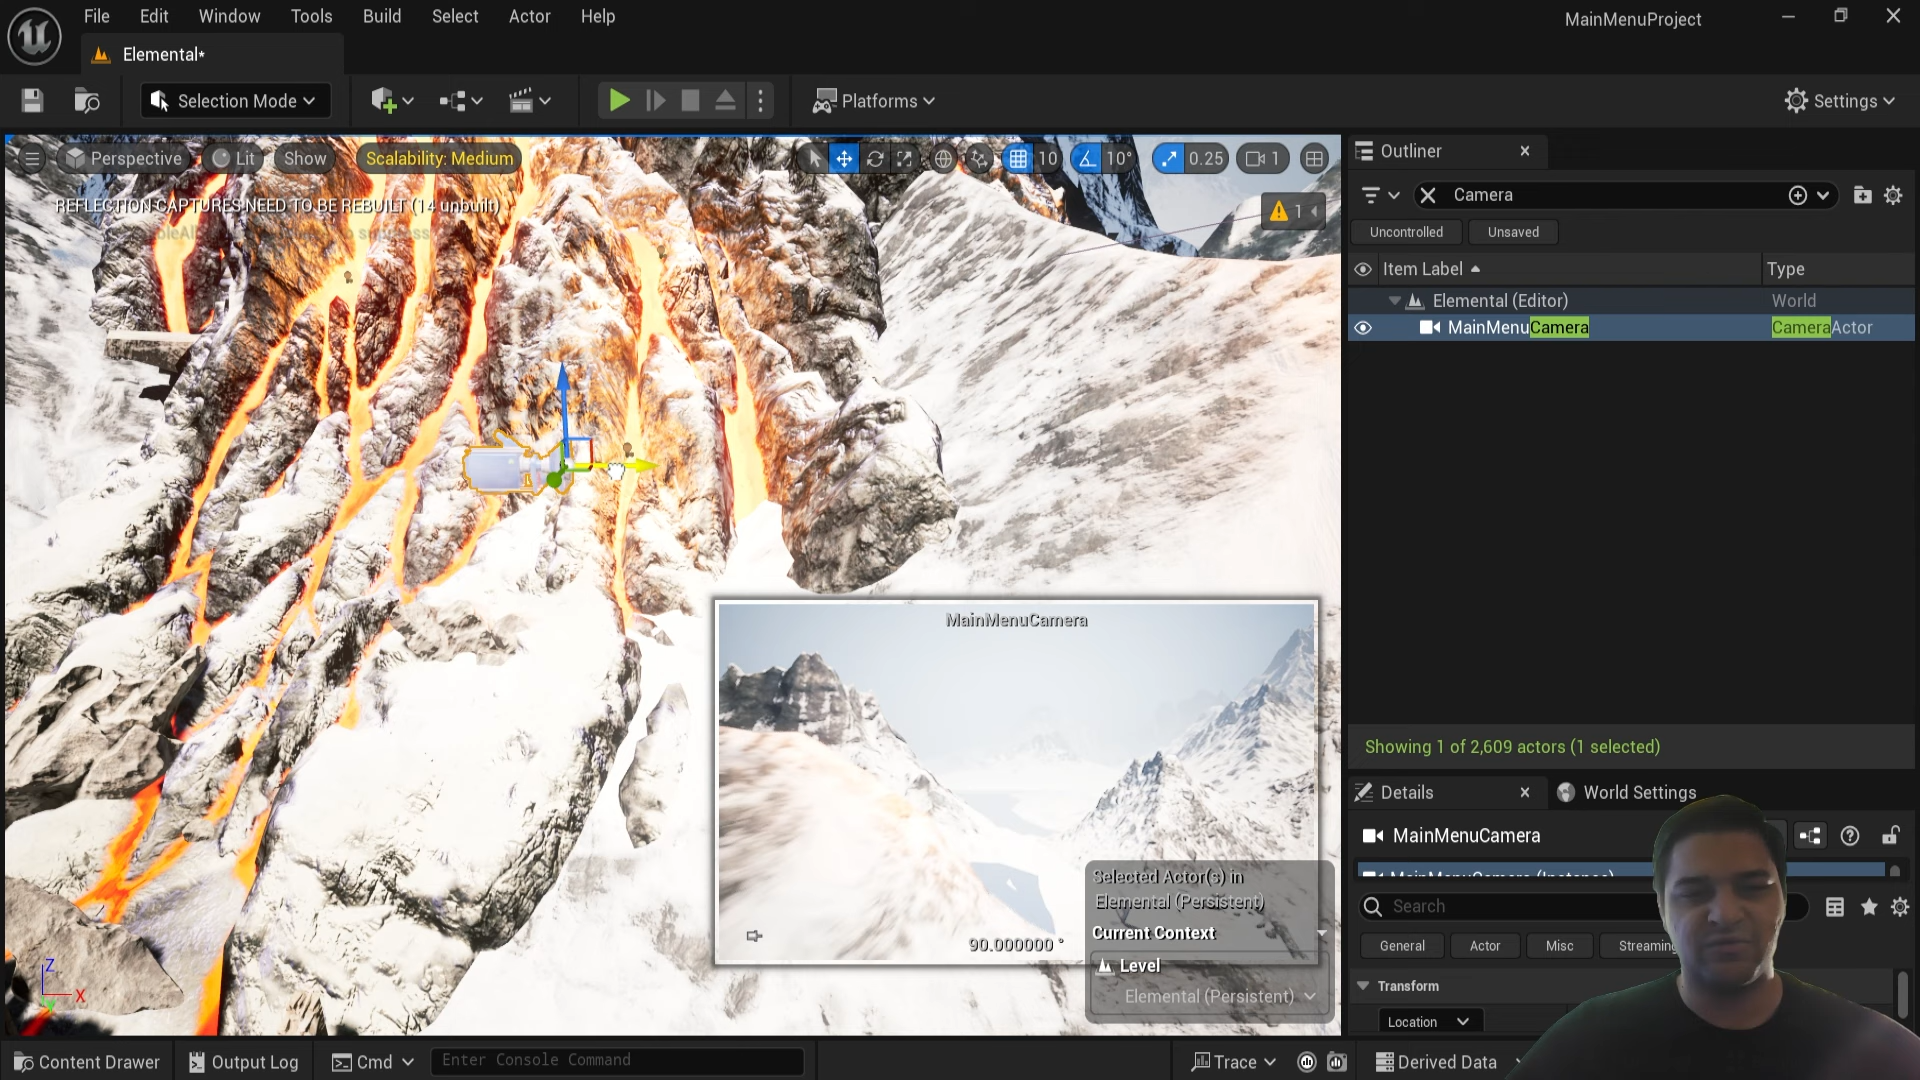 File Edit Window Tools Build Select Actor Help
MainMenuProject
Elemental*
Selection Mode
Platforms
Settings
Perspective Lit Show Scalability: Medium
10 10° 0.25 1
REFLECTION CAPTURES NEED TO BE REBUILT (14 unbuilt)
1
Outliner
Camera
Uncontrolled Unsaved
Item Label Type
Elemental (Editor) World
MainMenuCamera CameraActor
Showing 1 of 2,609 actors (1 selected)
Details World Settings
MainMenuCamera
MainMenuCamera (Instance)
Search
General Actor Misc Streaming
Transform
Location
MainMenuCamera
90.000000 °
Selected Actor(s) in
Elemental (Persistent)
Current Context
Level
Elemental (Persistent)
Z
X
Content Drawer Output Log Cmd Enter Console Command Trace Derived Data